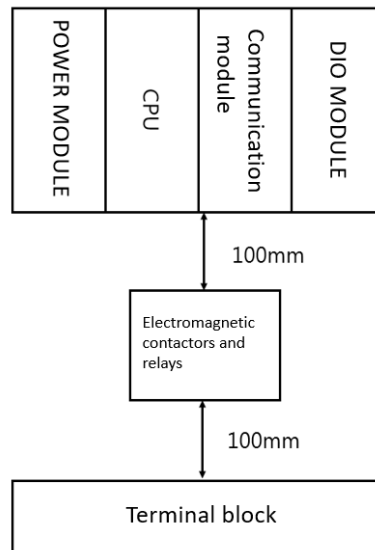 POWER MODULE
CPU
Communication
module
DIO MODULE
100mm
Electromagnetic
contactors and
relays
100mm
Terminal block